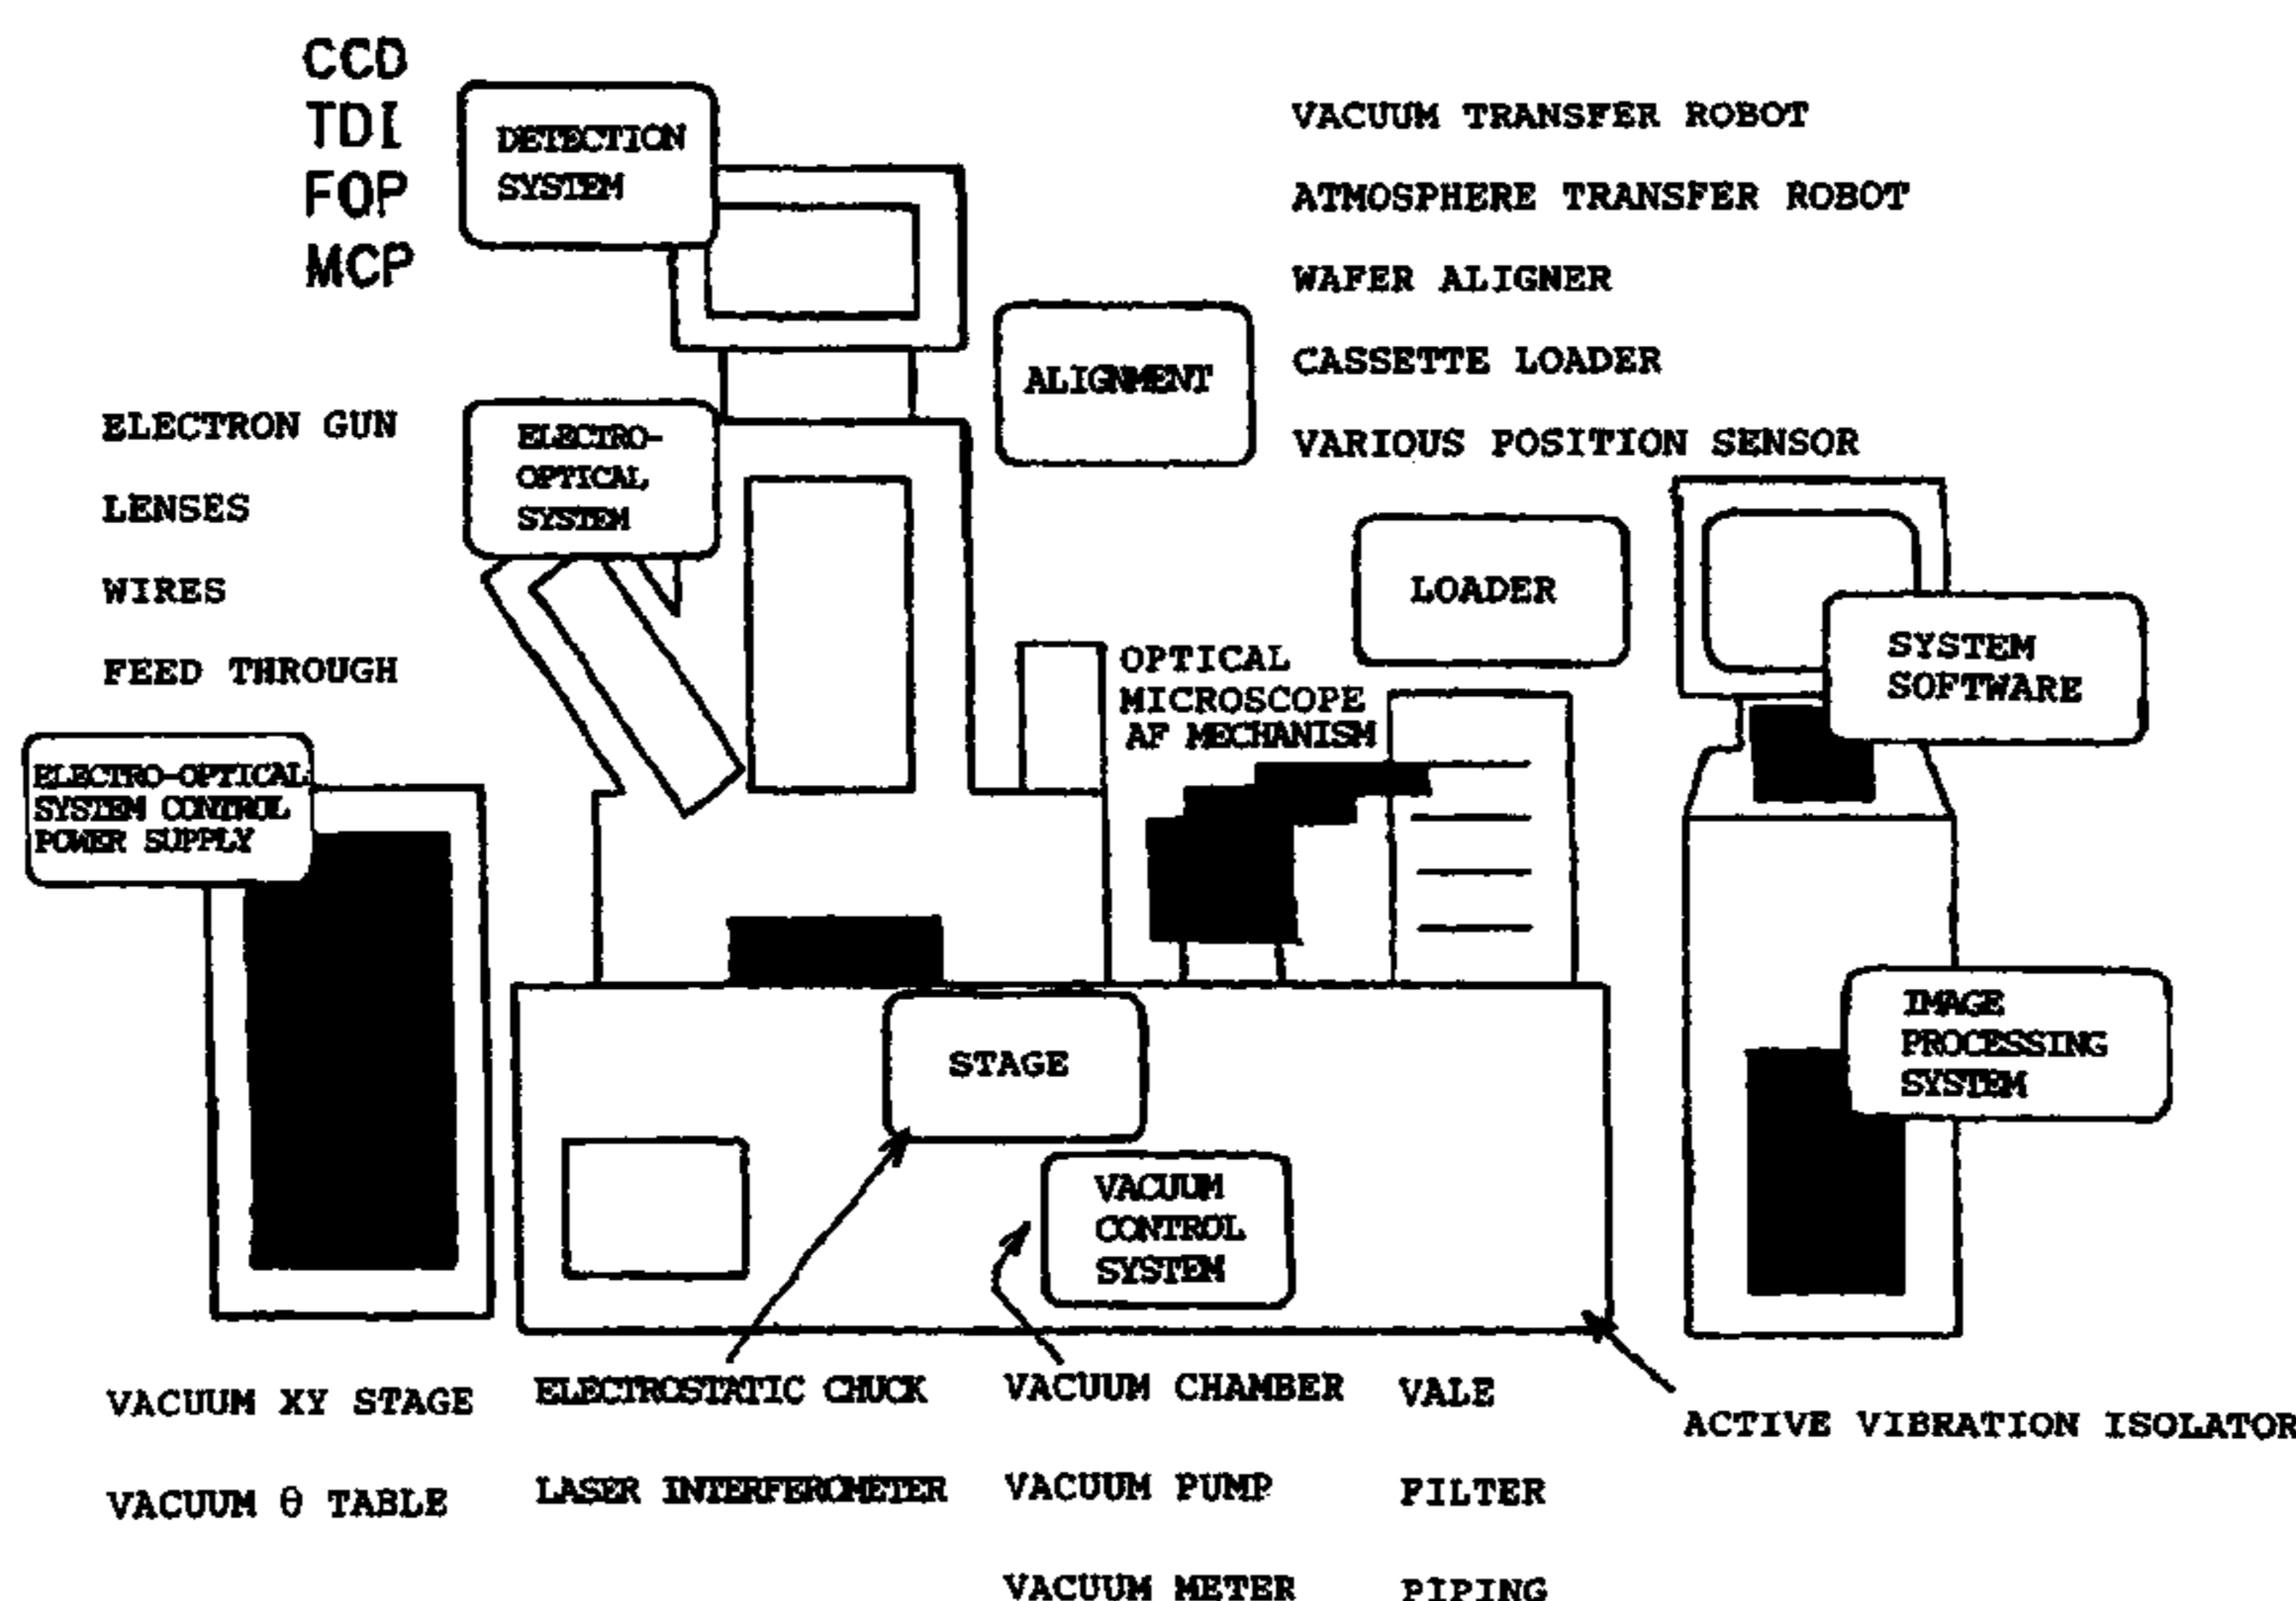 CCD
TDI
FOP
MCP
DETECTION
SYSTEM
VACUUM TRANSFER ROBOT
ATMOSPHERE TRANSFER ROBOT
WAFER ALIGNER
CASSETTE LOADER
VARIOUS POSITION SENSOR
ALIGNMENT
ELECTRON GUN
LENSES
WIRES
FEED THROUGH
ELECTRO-
OPTICAL
SYSTEM
LOADER
SYSTEM
SOFTWARE
OPTICAL
MICROSCOPE
AF MECHANISM
ELECTRO-OPTICAL
SYSTEM CONTROL
POWER SUPPLY
STAGE
IMAGE
PROCESSING
SYSTEM
VACUUM
CONTROL
SYSTEM
VACUUM XY STAGE
VACUUM θ TABLE
ELECTROSTATIC CHUCK
LASER INTERFEROMETER
VACUUM CHAMBER
VACUUM PUMP
VACUUM METER
VALE
FILTER
PIPING
ACTIVE VIBRATION ISOLATOR